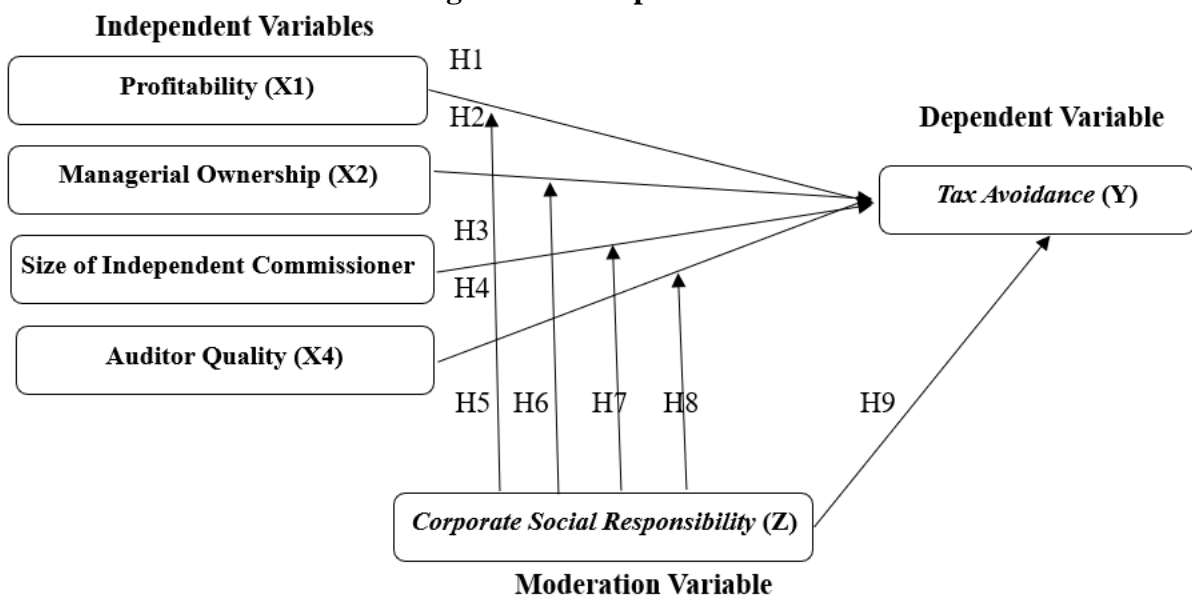 Independent Variables
Profitability (X1)
H1
H2
Managerial Ownership (X2)
Dependent Variable
Tax Avoidance (Y)
H3
Size of Independent Commissioner
H4
Auditor Quality (X4)
H5 H6 H7 H8 H9
Corporate Social Responsibility (Z)
Moderation Variable